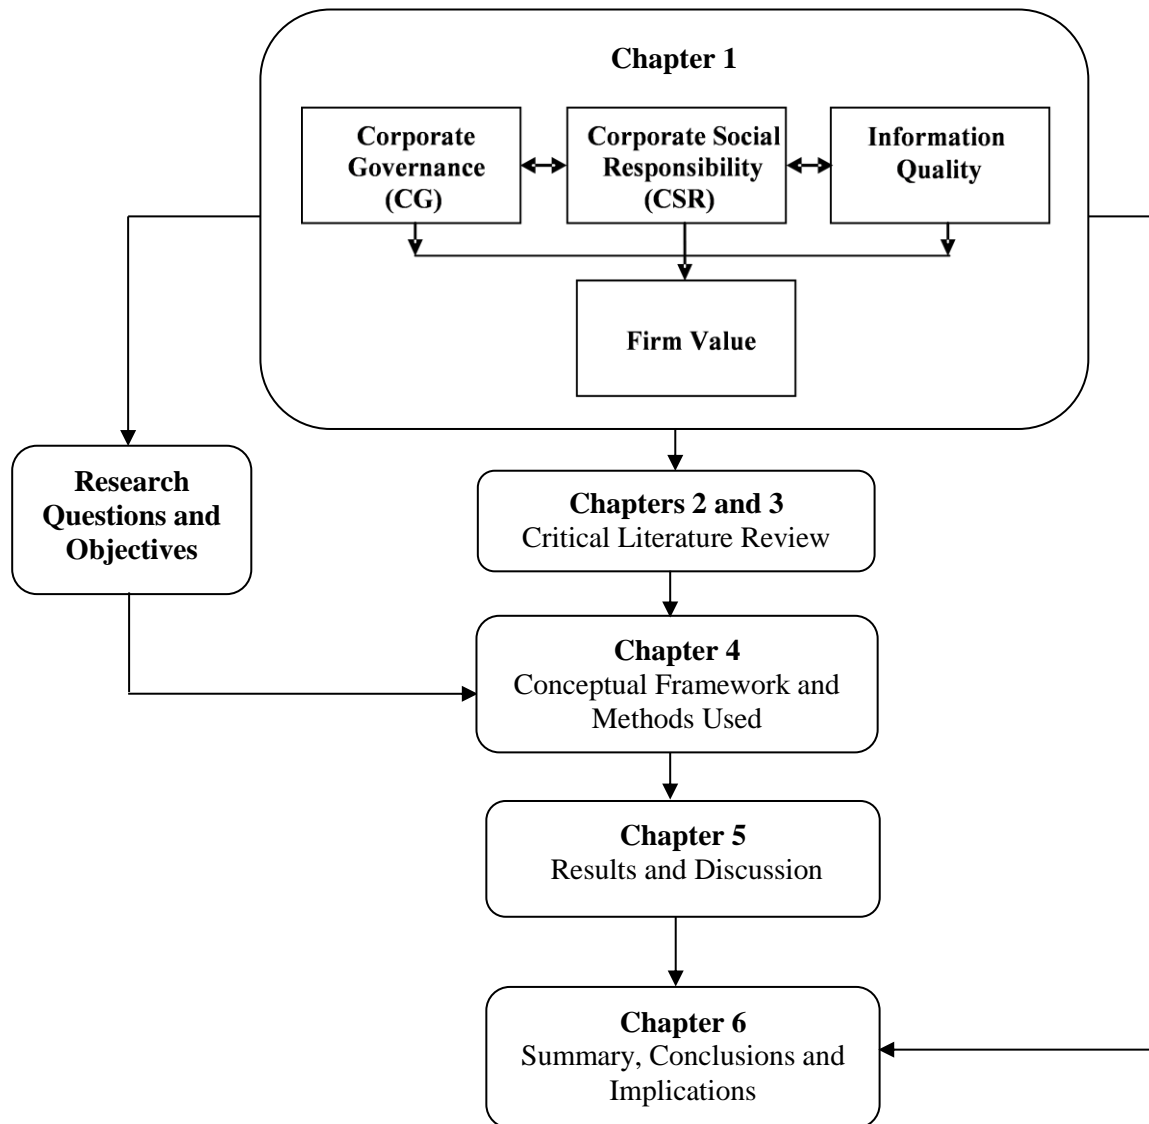 Chapter 1
Corporate
Governance
(CG)
Corporate Social
Responsibility
(CSR)
Information
Quality
Firm Value
Research
Questions and
Objectives
Chapters 2 and 3
Critical Literature Review
Chapter 4
Conceptual Framework and
Methods Used
Chapter 5
Results and Discussion
Chapter 6
Summary, Conclusions and
Implications